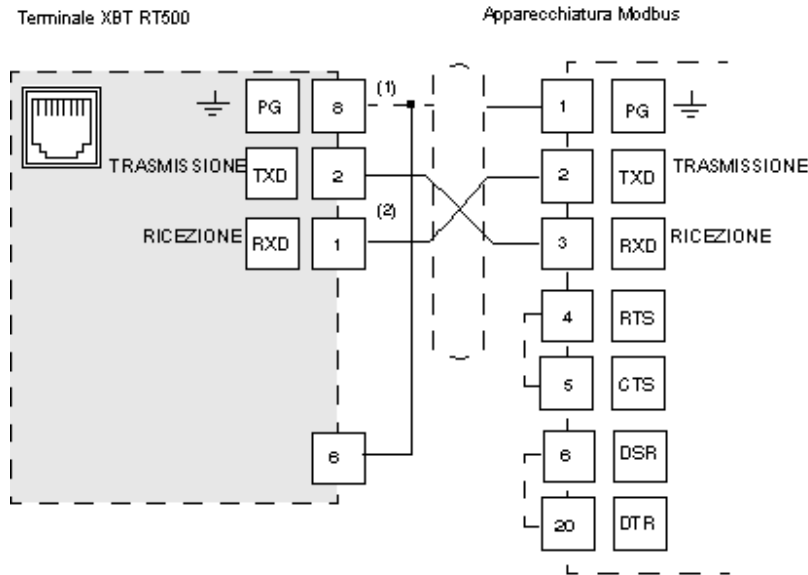 Terminale XBT RT500
Apparecchiatura Modbus
PG 8 (1) 1 PG
TRASMISSIONE TXD 2 2 TXD TRASMISSIONE
RICEZIONE RXD 1 (2) 3 RXD RICEZIONE
4 RTS
5 CTS
6 6 DSR
20 DTR